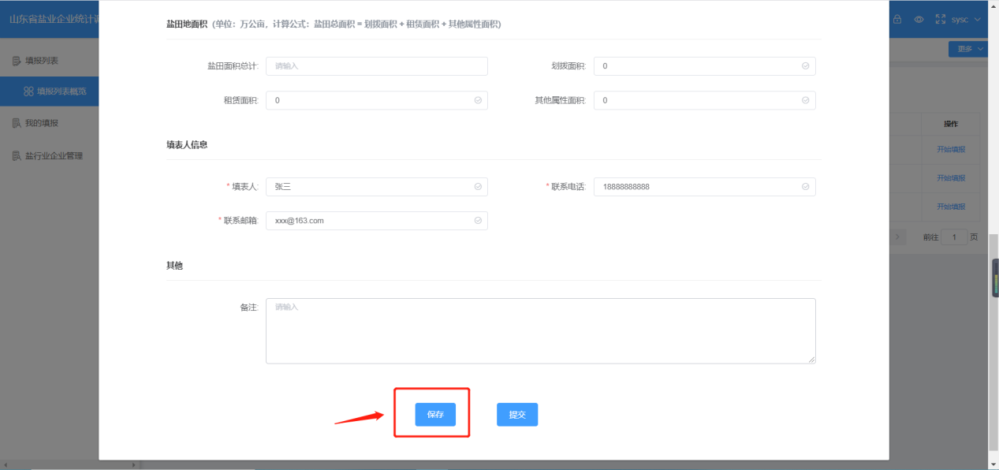 山东省盐业企业统计调
sysc
填报列表
填报列表概览
我的填报
盐行业企业管理
更多
盐田地面积 (单位：万公亩，计算公式：盐田总面积 = 划拨面积 + 租赁面积 + 其他属性面积)
盐田面积总计: 请输入
划拨面积: 0
租赁面积: 0
其他属性面积: 0
填表人信息
* 填表人: 张三
* 联系电话: 18888888888
* 联系邮箱: xxx@163.com
其他
备注: 请输入
保存
提交
操作
开始填报
开始填报
开始填报
前往 1 页